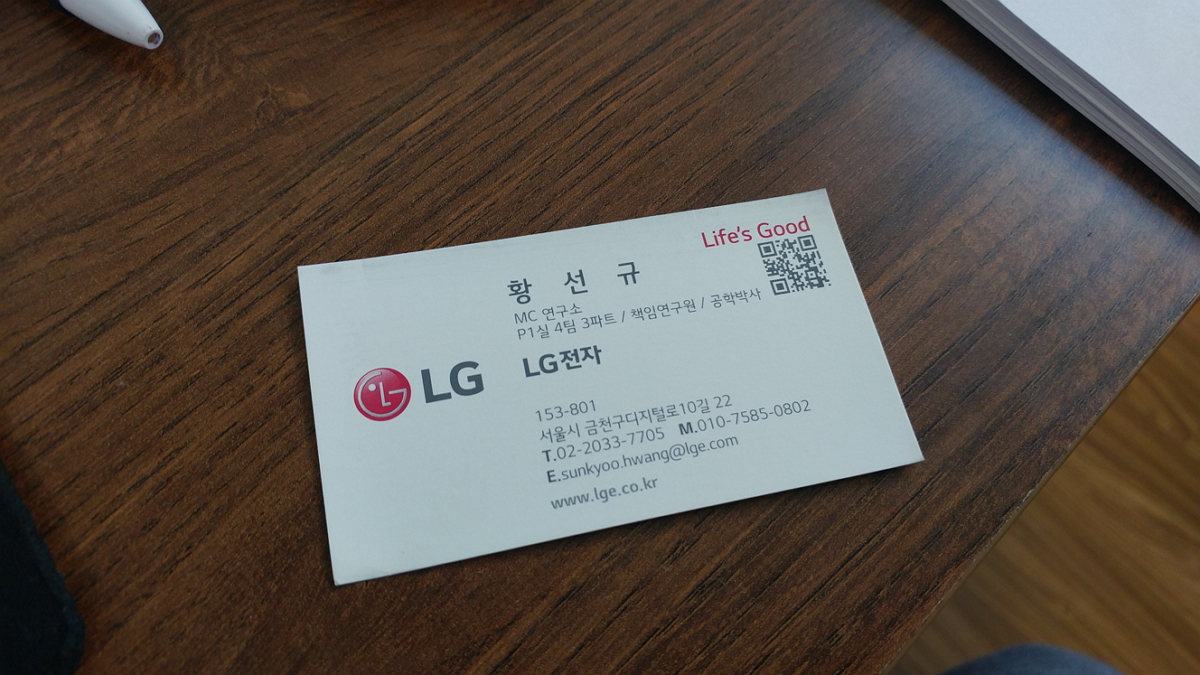 Life's Good
황 선 규
MC 연구소
P1실 4팀 3파트 / 책임연구원 / 공학박사
LG전자
LG
153-801
서울시 금천구디지털로10길 22
T.02-2033-7705 M.010-7585-0802
E.sunkyoo.hwang@lge.com
www.lge.co.kr